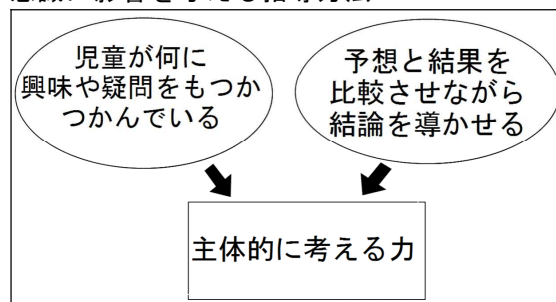 児童が何に
興味や疑問をもつか
つかんでいる
予想と結果を
比較させながら
結論を導かせる
主体的に考える力